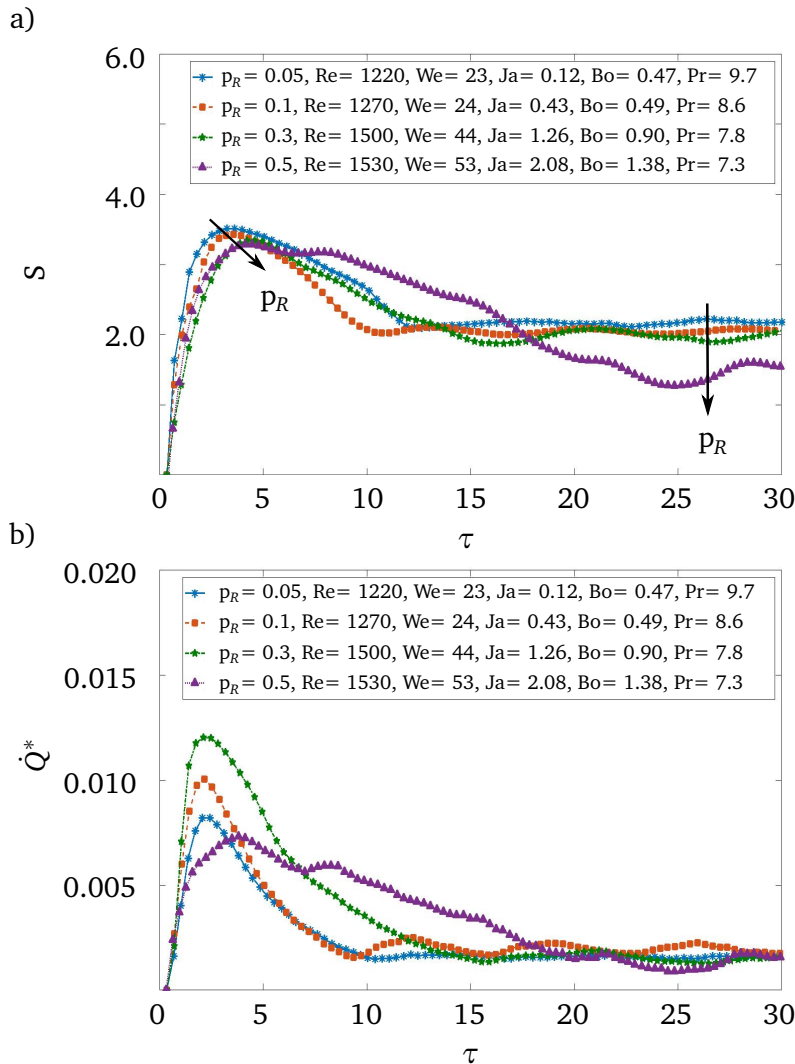 a)
6.0
p_R = 0.05, Re= 1220, We= 23, Ja= 0.12, Bo= 0.47, Pr= 9.7
p_R = 0.1, Re= 1270, We= 24, Ja= 0.43, Bo= 0.49, Pr= 8.6
p_R = 0.3, Re= 1500, We= 44, Ja= 1.26, Bo= 0.90, Pr= 7.8
p_R = 0.5, Re= 1530, We= 53, Ja= 2.08, Bo= 1.38, Pr= 7.3
4.0
S
p_R
2.0
p_R
0 5 10 15 20 25 30
τ
b)
0.020
p_R = 0.05, Re= 1220, We= 23, Ja= 0.12, Bo= 0.47, Pr= 9.7
p_R = 0.1, Re= 1270, We= 24, Ja= 0.43, Bo= 0.49, Pr= 8.6
p_R = 0.3, Re= 1500, We= 44, Ja= 1.26, Bo= 0.90, Pr= 7.8
p_R = 0.5, Re= 1530, We= 53, Ja= 2.08, Bo= 1.38, Pr= 7.3
0.015
Q̇*
0.010
0.005
0 5 10 15 20 25 30
τ